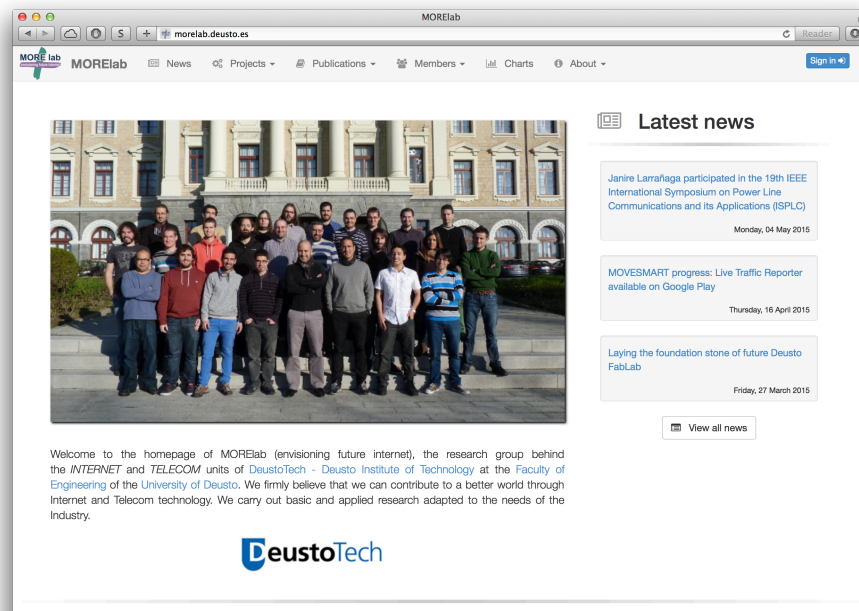 MORElab
S
+
morelab.deusto.es
Reader
MORE lab
MORElab
News
Projects
Publications
Members
Charts
About
Sign in
Latest news
Janire Larrañaga participated in the 19th IEEE
International Symposium on Power Line
Communications and its Applications (ISPLC)
Monday, 04 May 2015
MOVESMART progress: Live Traffic Reporter
available on Google Play
Thursday, 16 April 2015
Laying the foundation stone of future Deusto
FabLab
Friday, 27 March 2015
View all news
Welcome to the homepage of MORElab (envisioning future internet), the research group behind
the INTERNET and TELECOM units of DeustoTech - Deusto Institute of Technology at the Faculty of
Engineering of the University of Deusto. We firmly believe that we can contribute to a better world through
Internet and Telecom technology. We carry out basic and applied research adapted to the needs of the
Industry.
DeustoTech